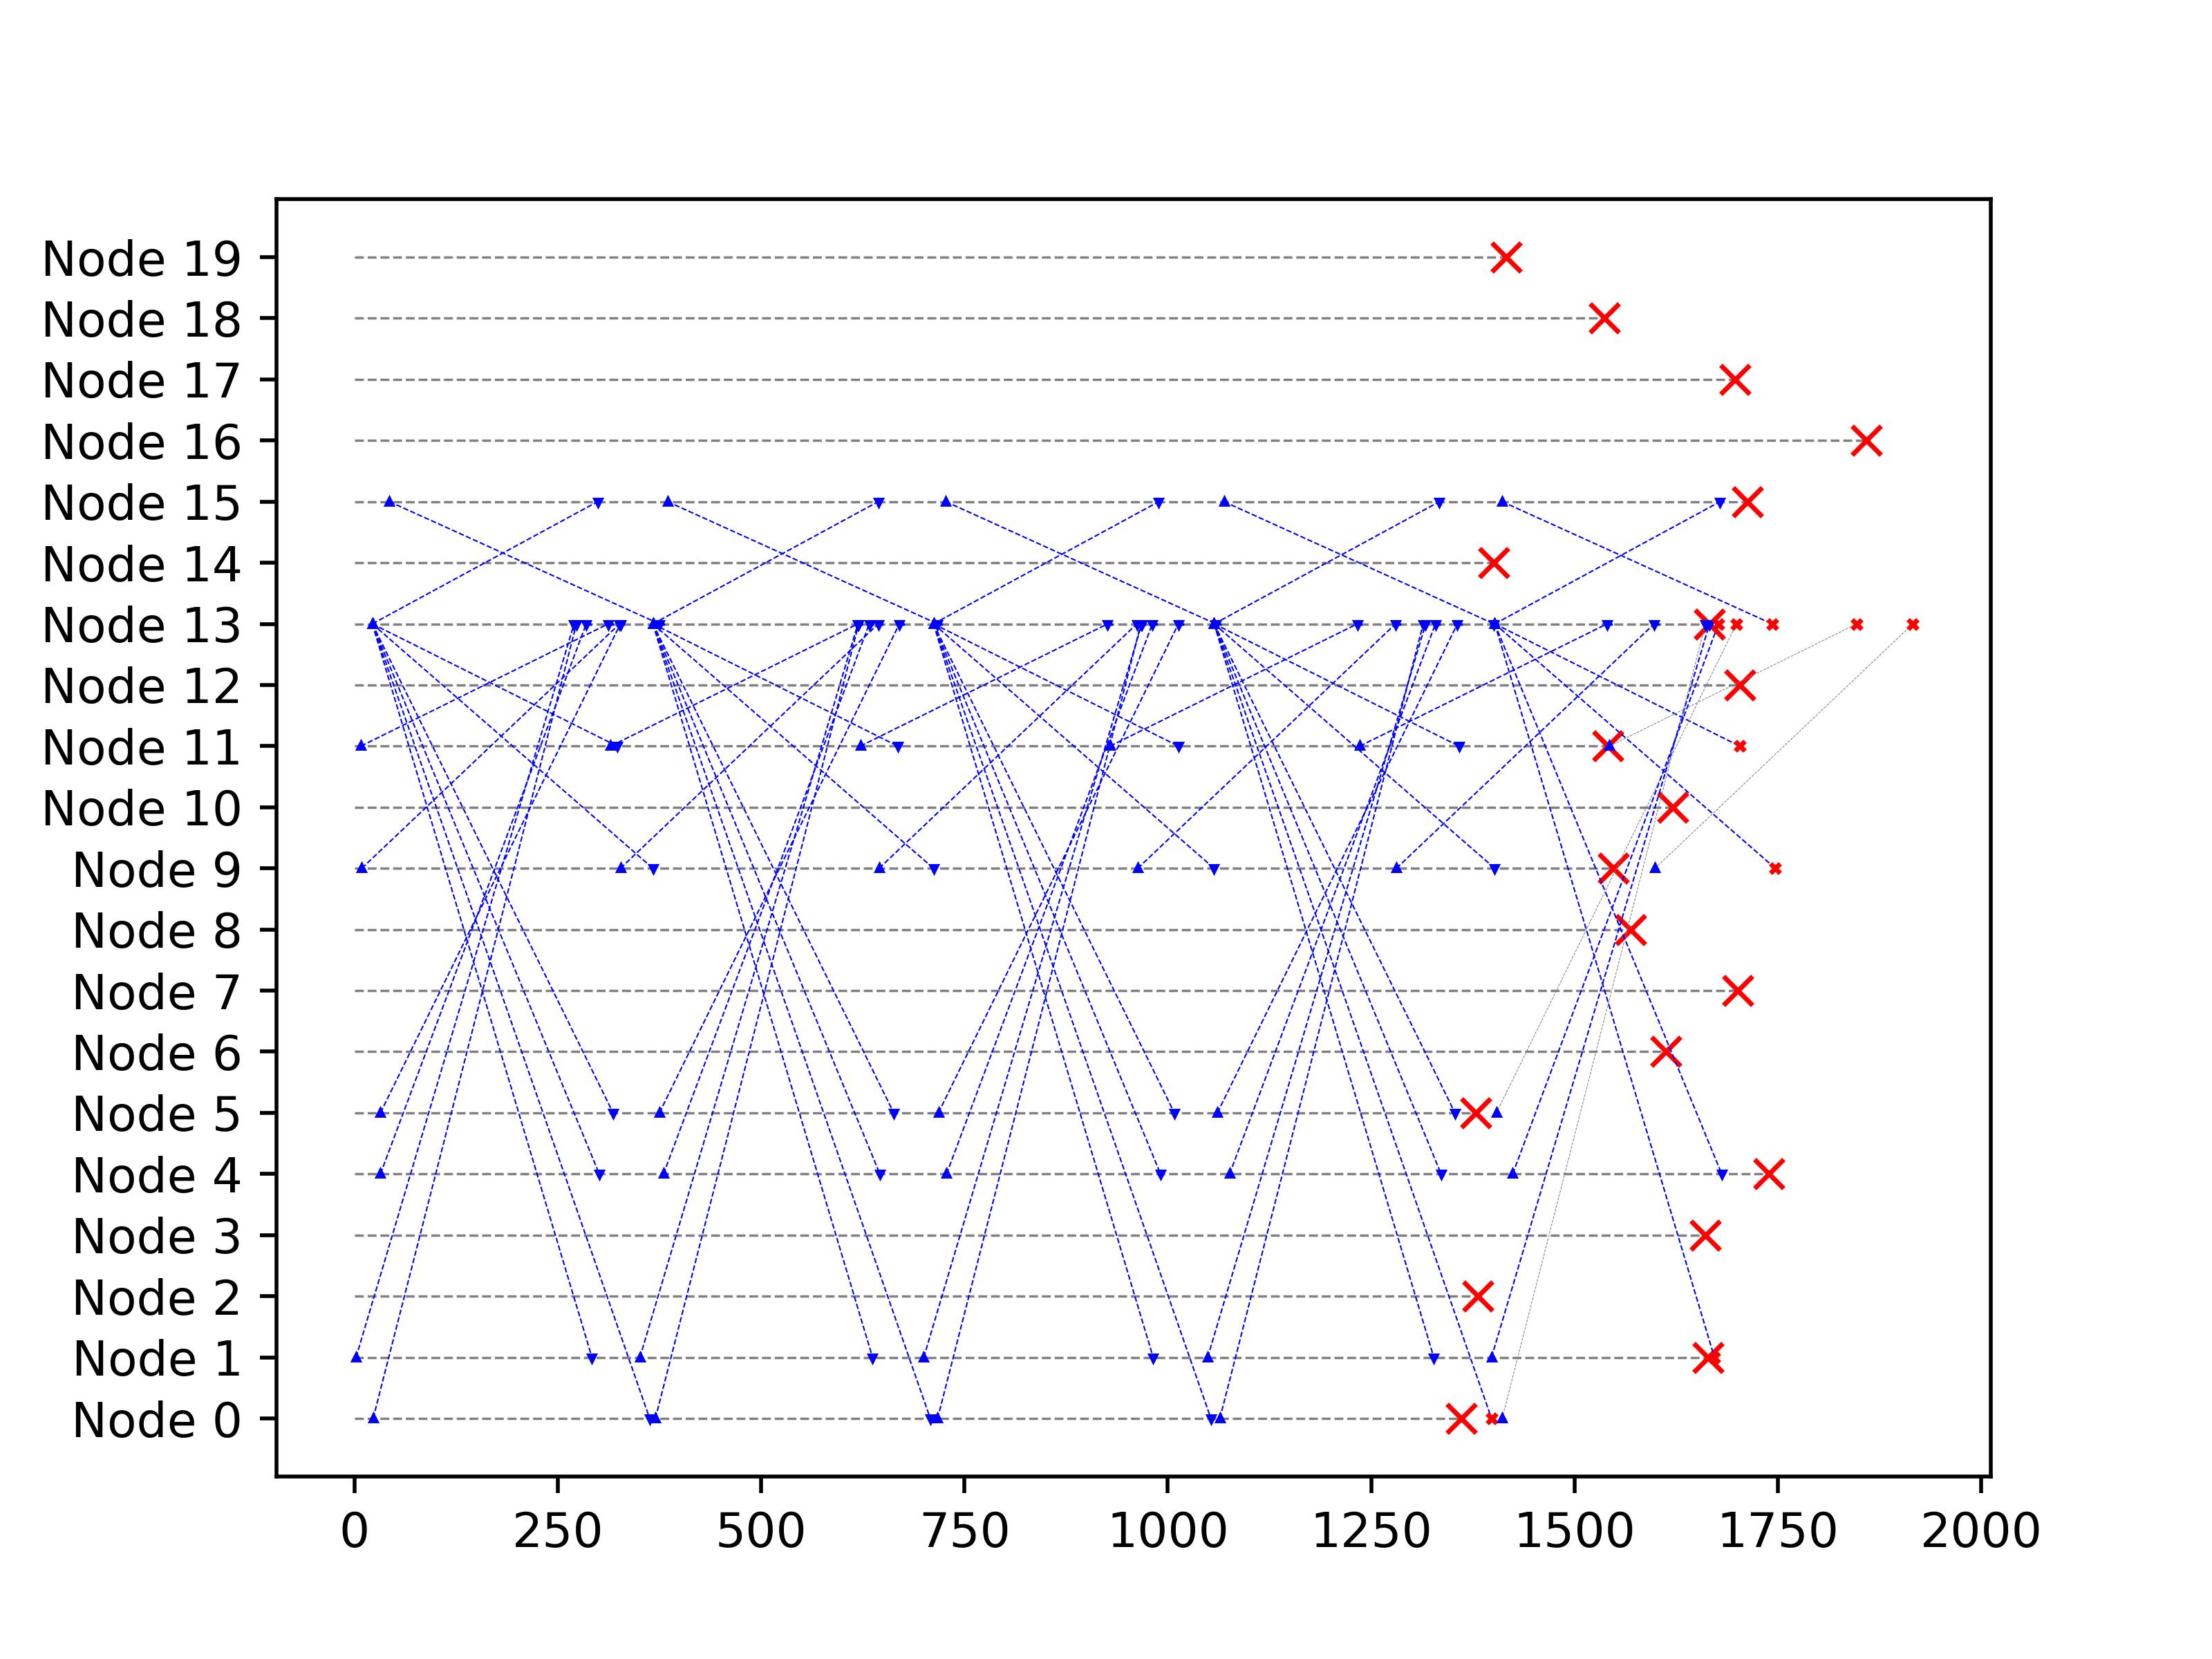 Node 19
Node 18
Node 17
Node 16
Node 15
Node 14
Node 13
Node 12
Node 11
Node 10
Node 9
Node 8
Node 7
Node 6
Node 5
Node 4
Node 3
Node 2
Node 1
Node 0
0 250 500 750 1000 1250 1500 1750 2000